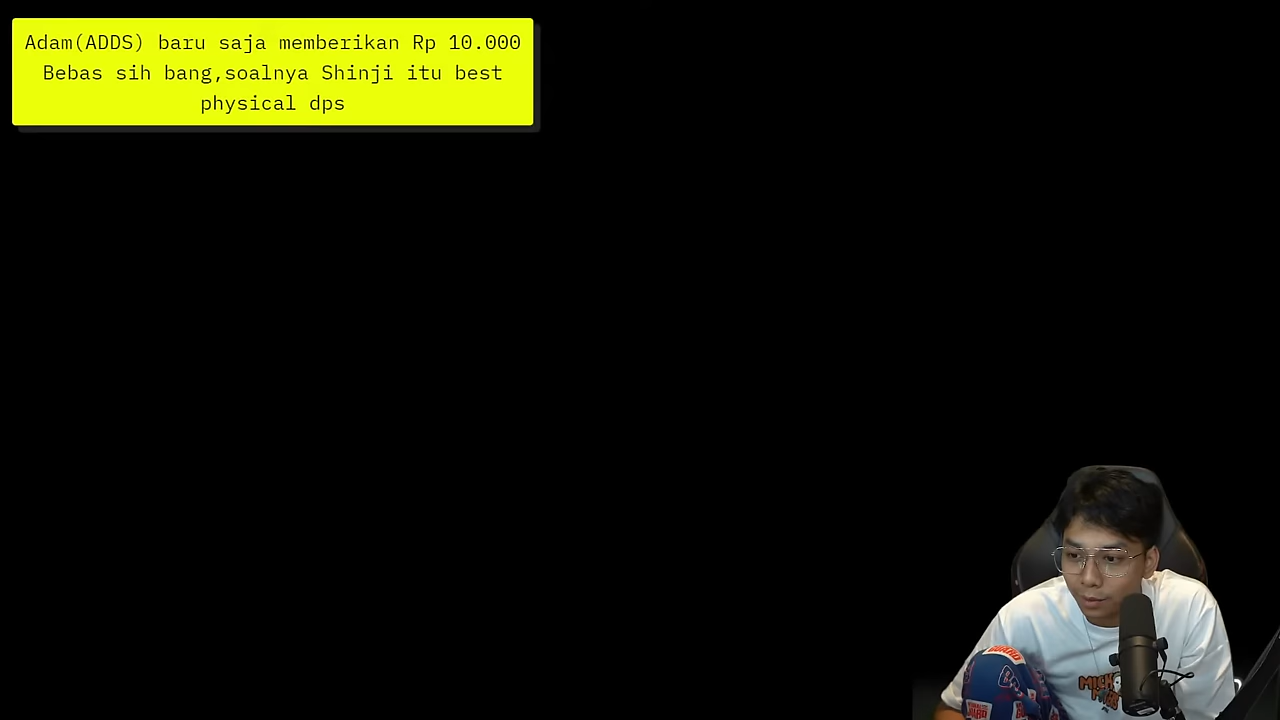 Adam(ADDS) baru saja memberikan Rp 10.000
Bebas sih bang,soalnya Shinji itu best
physical dps